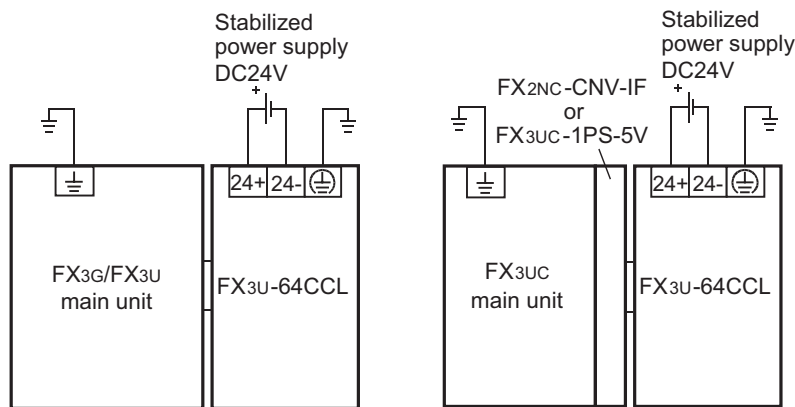 Stabilized
power supply
DC24V
+
24+ 24-
FX3G/FX3U
main unit
FX3U-64CCL
Stabilized
power supply
DC24V
+
FX2NC-CNV-IF
or
FX3UC-1PS-5V
24+ 24-
FX3UC
main unit
FX3U-64CCL